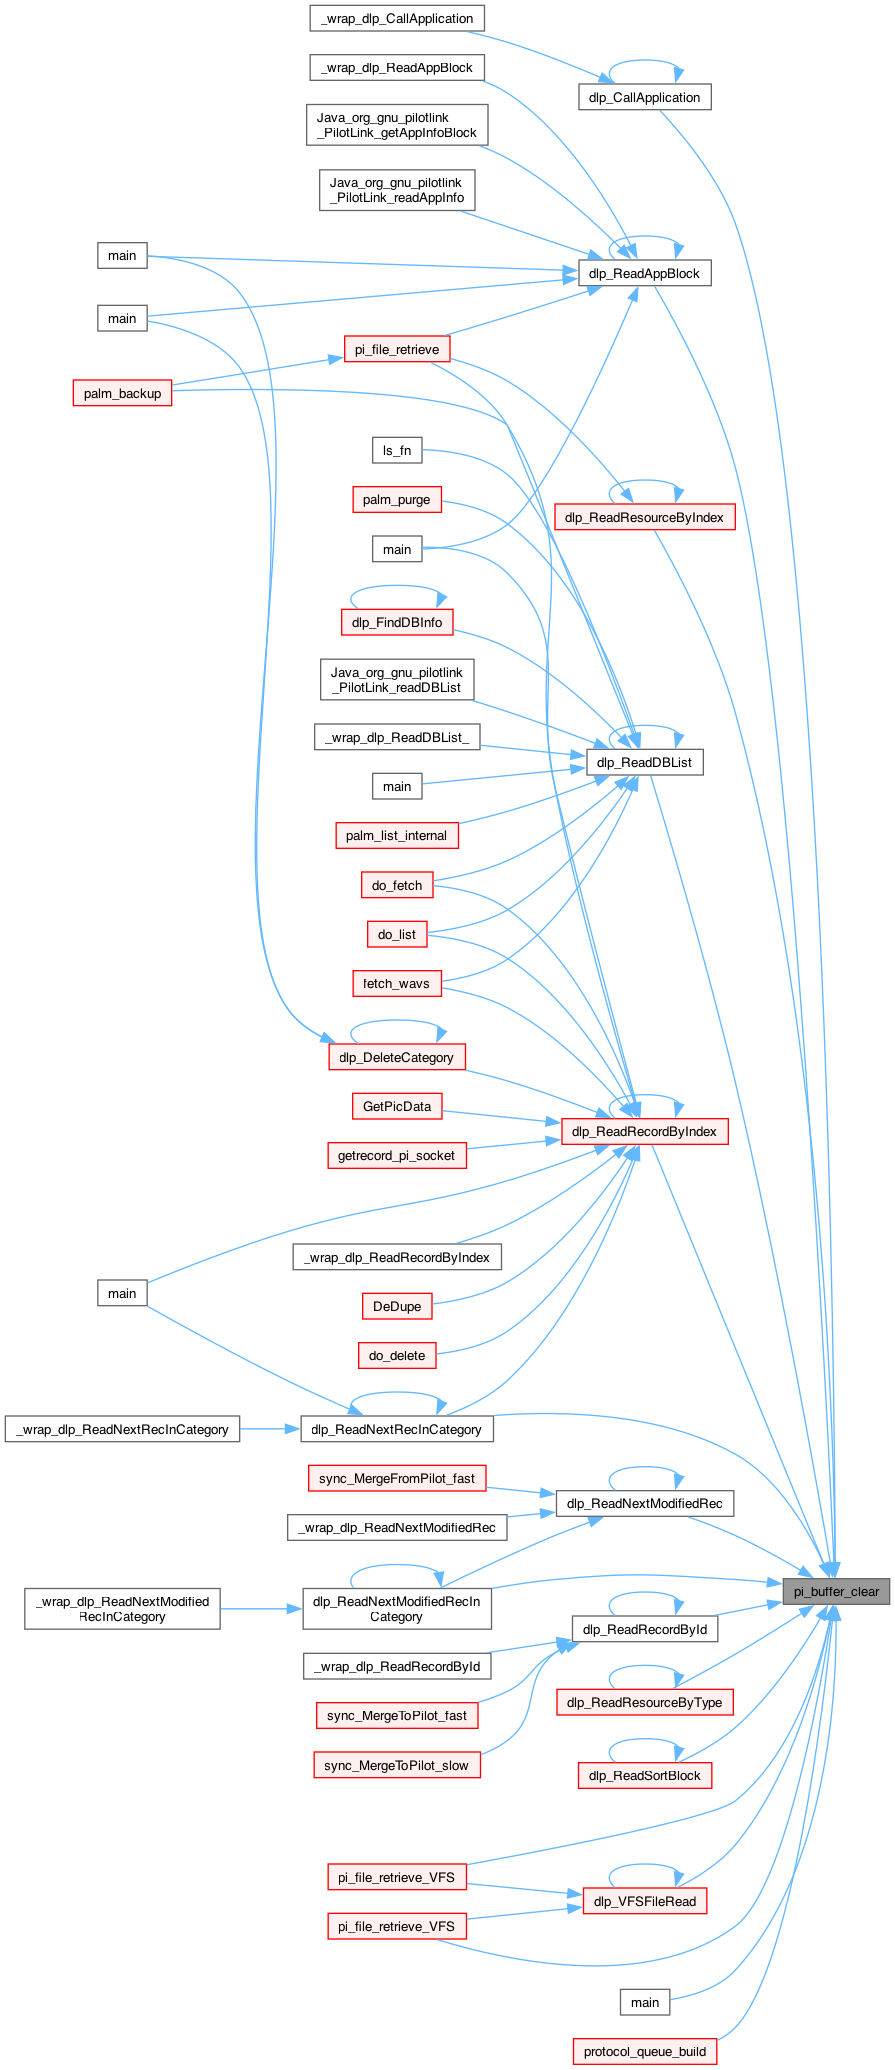 _wrap_dlp_CallApplication
_wrap_dlp_ReadAppBlock
dlp_CallApplication
Java_org_gnu_pilotlink
_PilotLink_getAppInfoBlock
Java_org_gnu_pilotlink
_PilotLink_readAppInfo
main
dlp_ReadAppBlock
main
pi_file_retrieve
palm_backup
ls_fn
palm_purge
dlp_ReadResourceByIndex
main
dlp_FindDBInfo
Java_org_gnu_pilotlink
_PilotLink_readDBList
_wrap_dlp_ReadDBList_
dlp_ReadDBList
main
palm_list_internal
do_fetch
do_list
fetch_wavs
dlp_DeleteCategory
GetPicData
dlp_ReadRecordByIndex
getrecord_pi_socket
_wrap_dlp_ReadRecordByIndex
main
DeDupe
do_delete
_wrap_dlp_ReadNextRecInCategory
dlp_ReadNextRecInCategory
sync_MergeFromPilot_fast
dlp_ReadNextModifiedRec
_wrap_dlp_ReadNextModifiedRec
pi_buffer_clear
_wrap_dlp_ReadNextModified
RecInCategory
dlp_ReadNextModifiedRecIn
Category
dlp_ReadRecordById
_wrap_dlp_ReadRecordById
dlp_ReadResourceByType
sync_MergeToPilot_fast
sync_MergeToPilot_slow
dlp_ReadSortBlock
pi_file_retrieve_VFS
dlp_VFSFileRead
pi_file_retrieve_VFS
main
protocol_queue_build